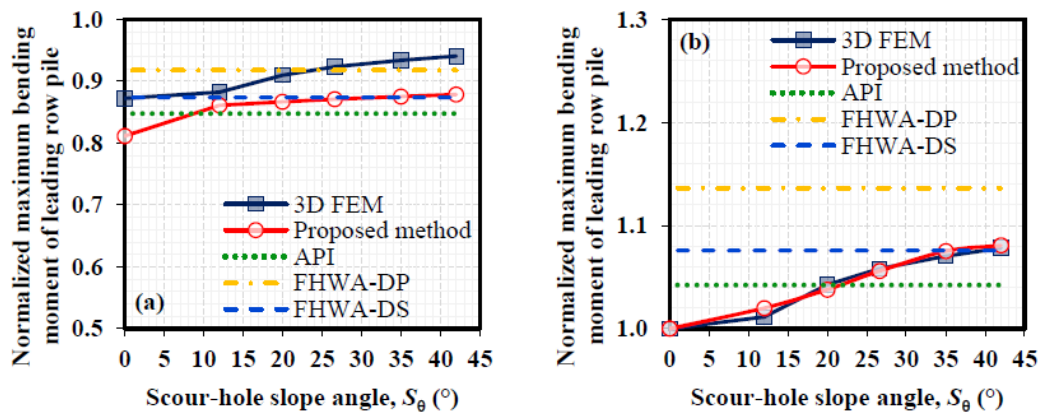 Normalized maximum bending
moment of leading row pile
1.0
0.9
0.8
0.7
0.6
0.5
(a)
3D FEM
Proposed method
API
FHWA-DP
FHWA-DS
0 5 10 15 20 25 30 35 40 45
Scour-hole slope angle, Sθ (°)
Normalized maximum bending
moment of leading row pile
1.3
1.2
1.1
1.0
(b)
3D FEM
Proposed method
API
FHWA-DP
FHWA-DS
0 5 10 15 20 25 30 35 40 45
Scour-hole slope angle, Sθ (°)